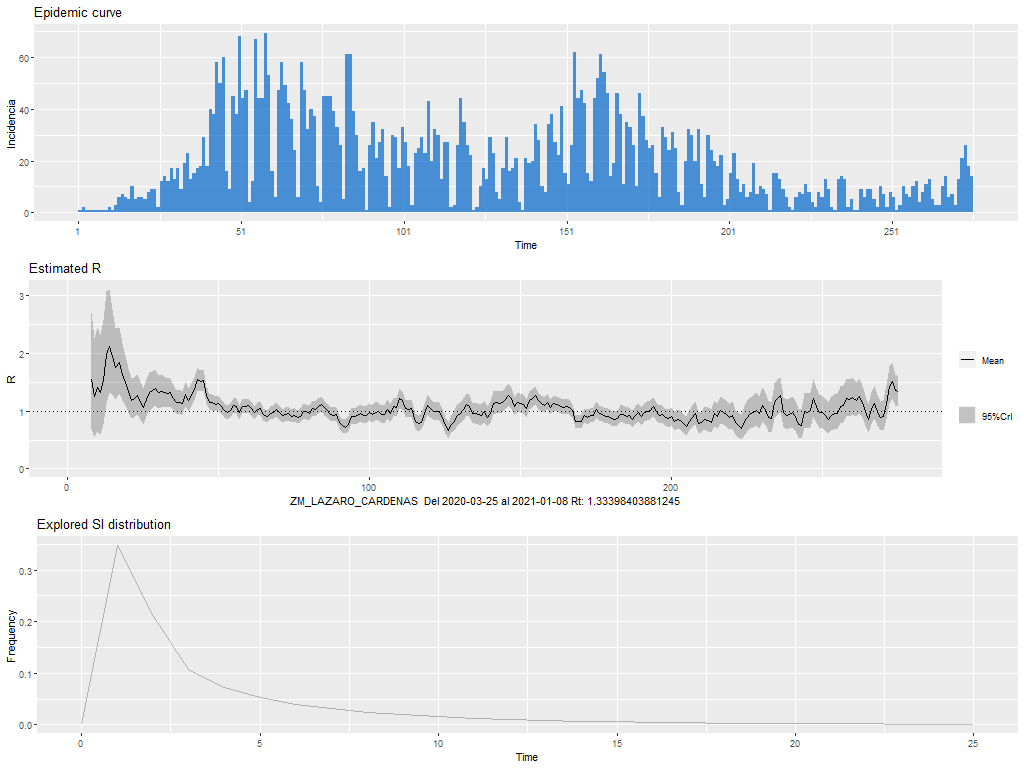 Epidemic curve
Incidencia
60
40
20
0
1
51
101
151
201
251
Time
Estimated R
R
3
2
1
0
0
100
200
Mean
95%CrI
ZM_LAZARO_CARDENAS Del 2020-03-25 al 2021-01-08 Rt: 1.33398403881245
Explored SI distribution
Frequency
0.3
0.2
0.1
0.0
0
5
10
15
20
25
Time